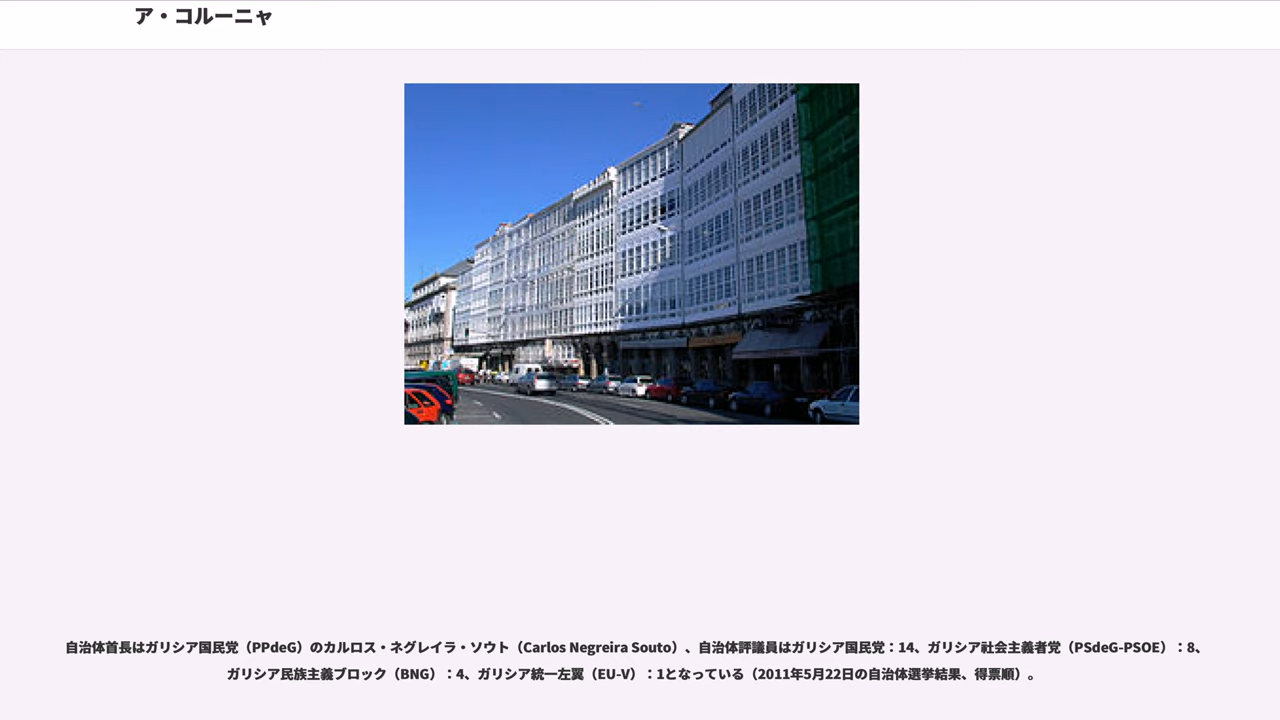 ア・コルーニャ
自治体首長はガリシア国民党（PPdeG）のカルロス・ネグレイラ・ソウト（Carlos Negreira Souto）、自治体評議員はガリシア国民党：14、ガリシア社会主義者党（PSdeG-PSOE）：8、
ガリシア民族主義ブロック（BNG）：4、ガリシア統一左翼（EU-V）：1となっている（2011年5月22日の自治体選挙結果、得票順）。